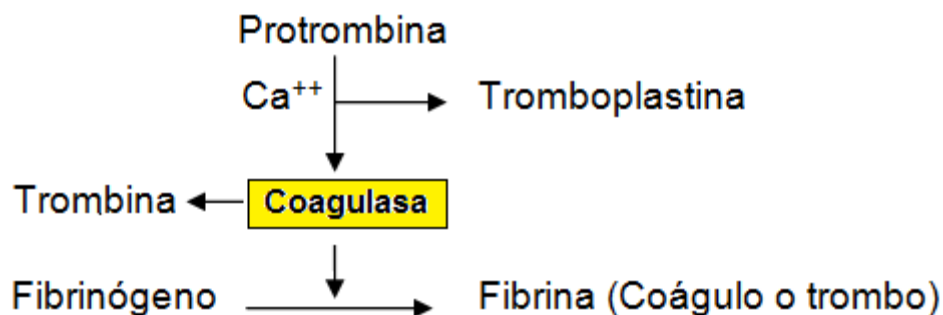 Protrombina
Ca⁺⁺ Tromboplastina
Trombina Coagulasa
Fibrinógeno Fibrina (Coágulo o trombo)